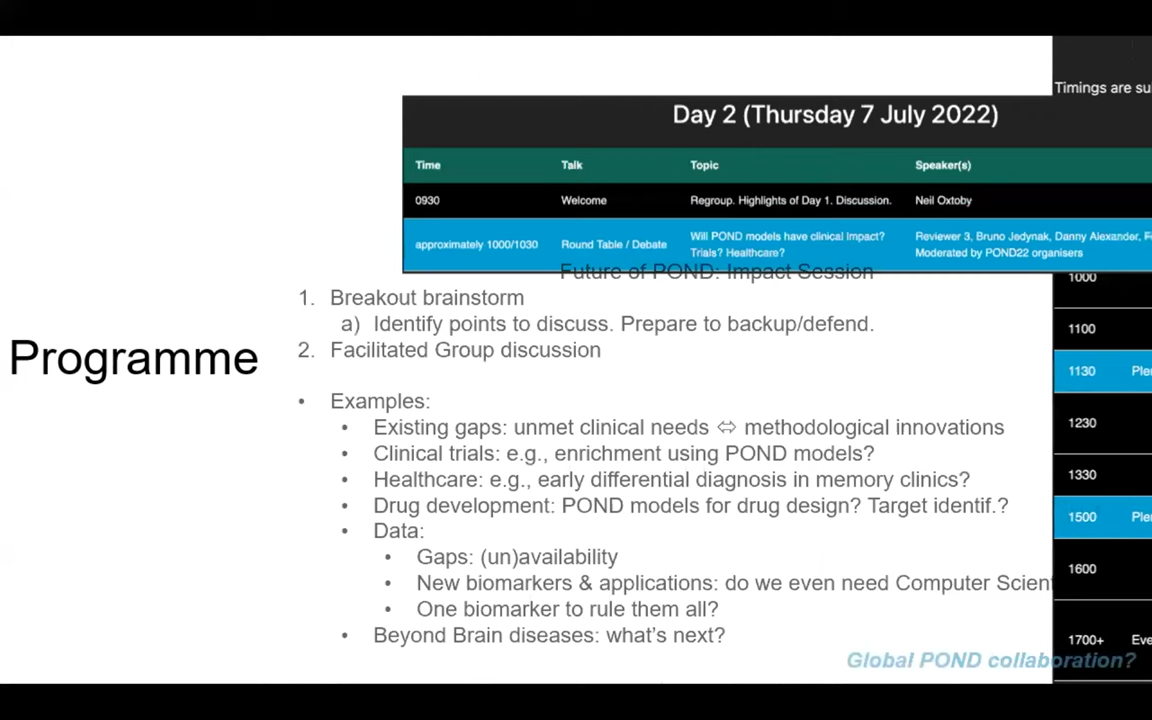 Timings are su
Day 2 (Thursday 7 July 2022)
Time Talk Topic Speaker(s)
0930 Welcome Regroup. Highlights of Day 1. Discussion. Neil Oxtoby
approximately 1000/1030 Round Table / Debate Will POND models have clinical impact? Trials? Healthcare? Reviewer 3, Bruno Jedynak, Danny Alexander, Moderated by POND22 organisers
Future of POND: Impact Session
1. Breakout brainstorm
a) Identify points to discuss. Prepare to backup/defend.
2. Facilitated Group discussion
Programme
• Examples:
• Existing gaps: unmet clinical needs ⇔ methodological innovations
• Clinical trials: e.g., enrichment using POND models?
• Healthcare: e.g., early differential diagnosis in memory clinics?
• Drug development: POND models for drug design? Target identif.?
• Data:
• Gaps: (un)availability
• New biomarkers & applications: do we even need Computer Scient
• One biomarker to rule them all?
• Beyond Brain diseases: what's next?
1000
1100
1130 Ple
1230
1330
1500 Ple
1600
1700+ Eve
Global POND collaboration?